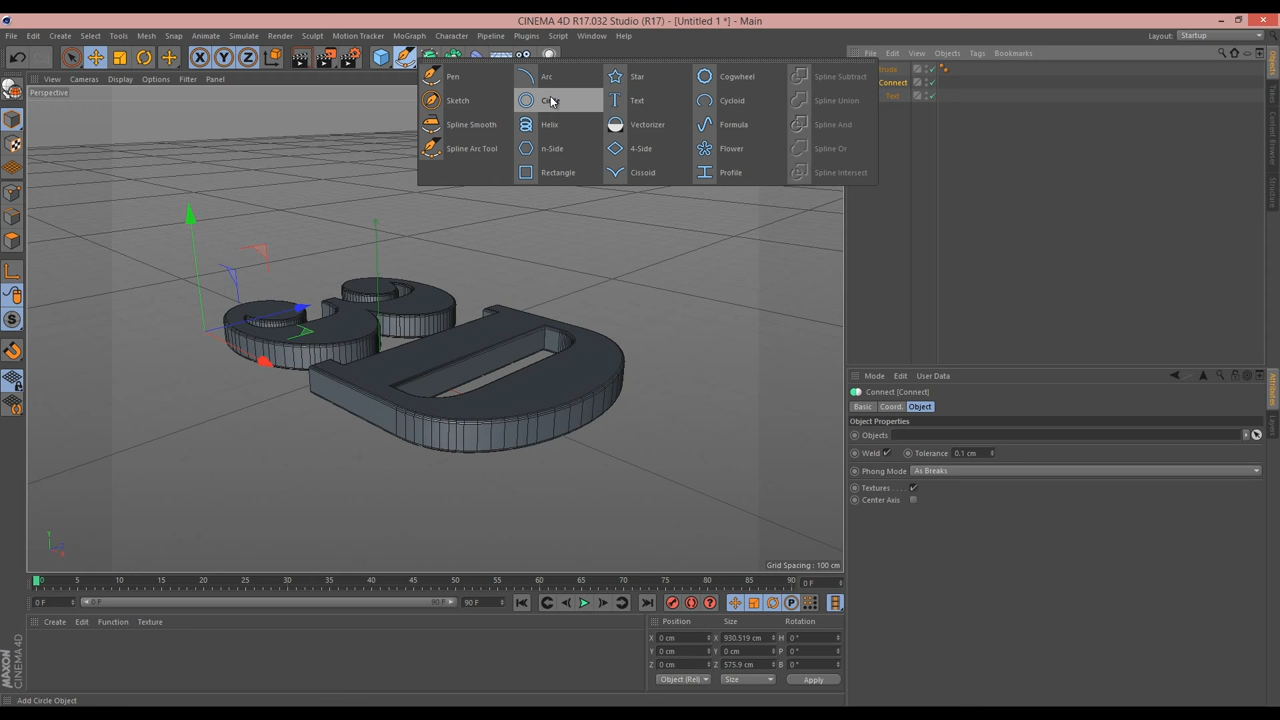 CINEMA 4D R17.032 Studio (R17) - [Untitled 1 *] - Main
File Edit Create Select Tools Mesh Snap Animate Simulate Render Sculpt Motion Tracker MoGraph Character Pipeline Plugins Script Window Help Layout: Startup
File Edit View Objects Tags Bookmarks
View Cameras Display Options Filter Panel
Perspective
Pen Arc Star Cogwheel Spline Subtract
Sketch Text Cycloid Spline Union
Spline Smooth Helix Vectorizer Formula Spline And
Spline Arc Tool n-Side 4-Side Flower Spline Or
Rectangle Cissoid Profile Spline Intersect
Connect
Text
Objects
Structure
Mode Edit User Data
Connect [Connect]
Basic Coord. Object
Object Properties
Objects
Weld Tolerance 0.1 cm
Phong Mode As Breaks
Textures . . . .
Center Axis
Attributes
Layers
Grid Spacing : 100 cm
0 5 10 15 20 25 30 35 40 45 50 55 60 65 70 75 80 85 90 0 F
0 F 0 F 90 F 90 F
Create Edit Function Texture
Position Size Rotation
X 0 cm X 930.519 cm H 0 °
Y 0 cm Y 0 cm P 0 °
Z 0 cm Z 575.9 cm B 0 °
Object (Rel) Size Apply
MAXON CINEMA 4D
Add Circle Object